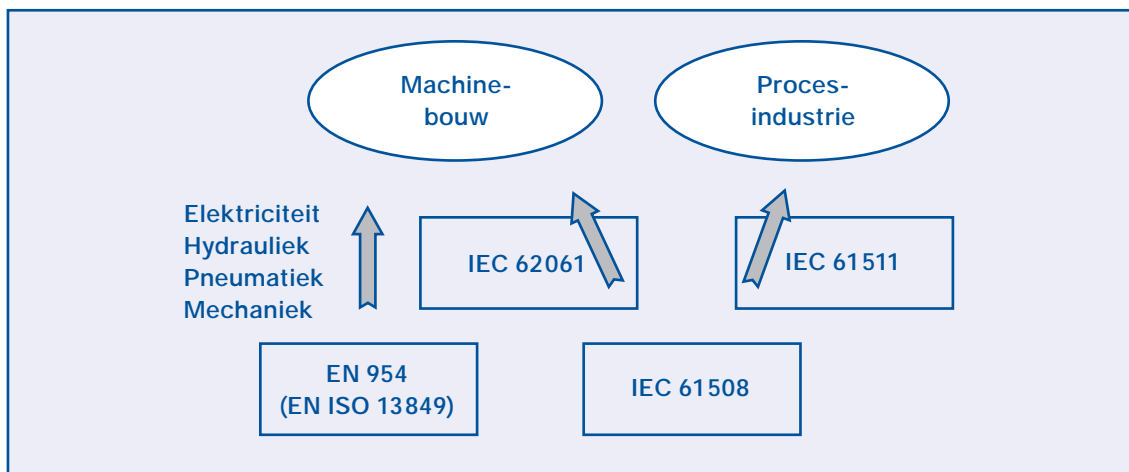 Machine-
bouw
Proces-
industrie
Elektriciteit
Hydrauliek
Pneumatiek
Mechaniek
IEC 62061
IEC 61511
EN 954
(EN ISO 13849)
IEC 61508